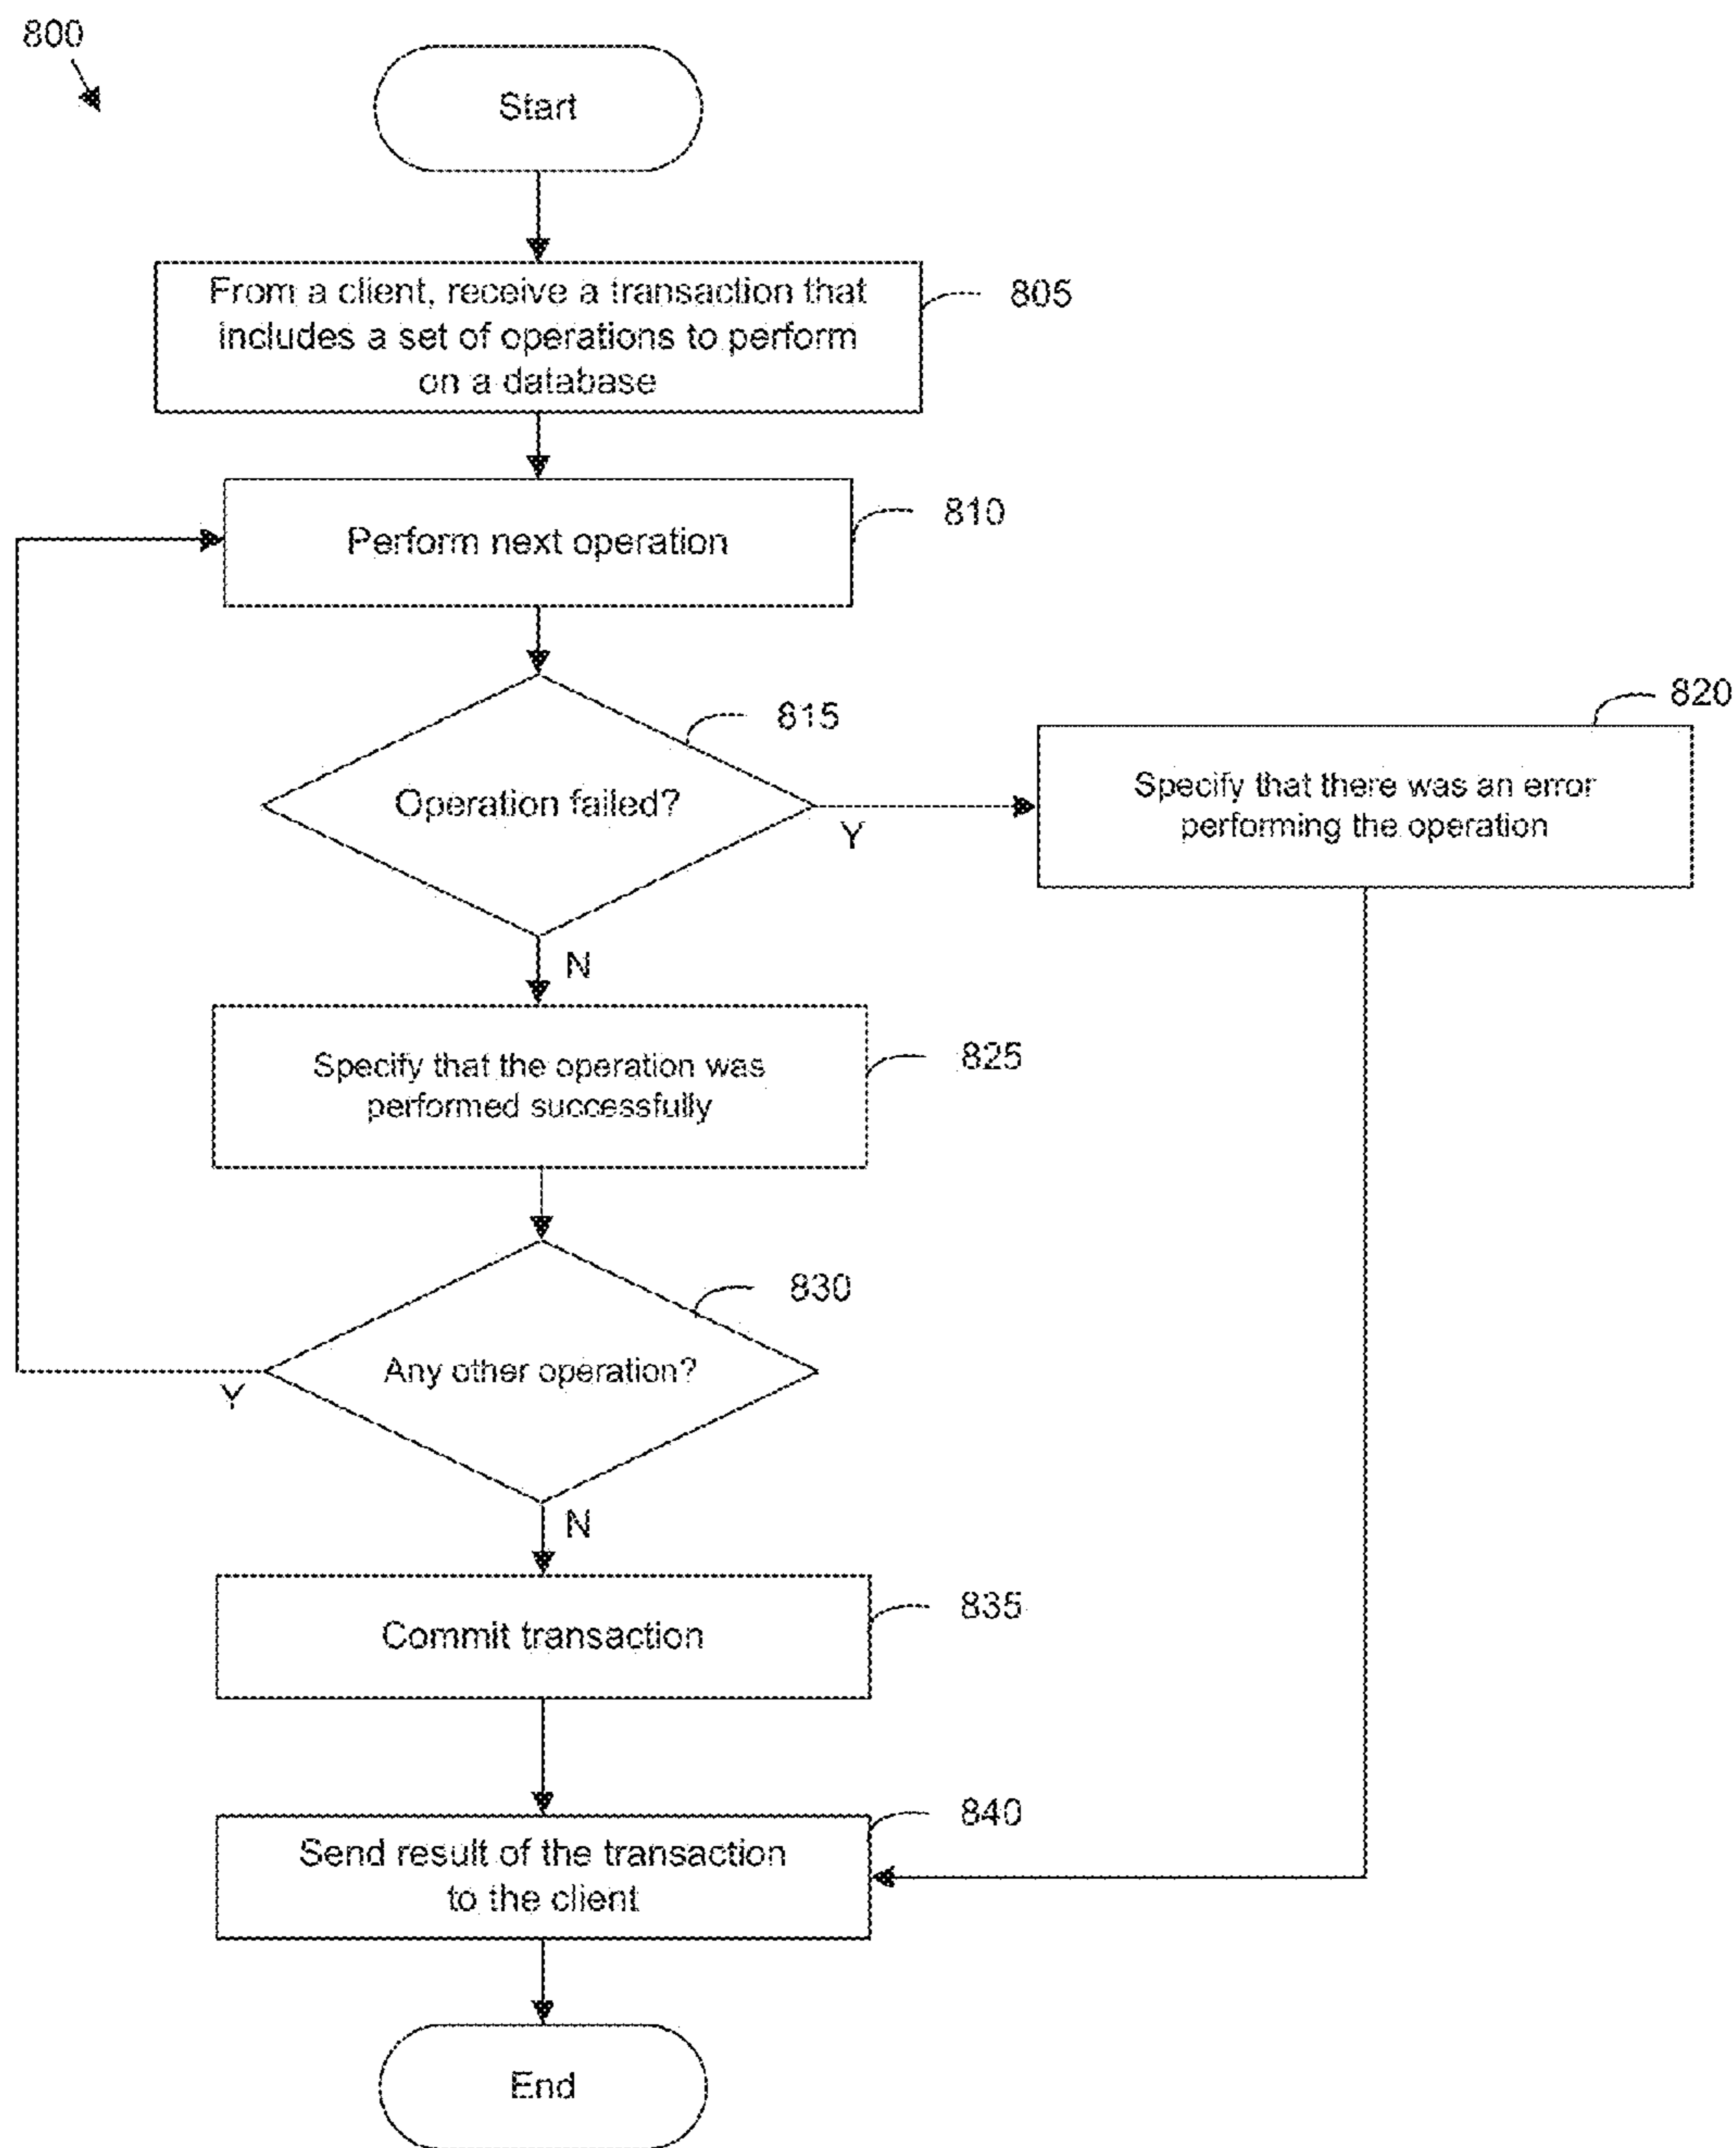 800
Start
From a client, receive a transaction that
includes a set of operations to perform
on a database
805
Perform next operation
810
Operation failed?
815
Y
820
Specify that there was an error
performing the operation
N
Specify that the operation was
performed successfully
825
Any other operation?
830
Y
N
Commit transaction
835
Send result of the transaction
to the client
840
End